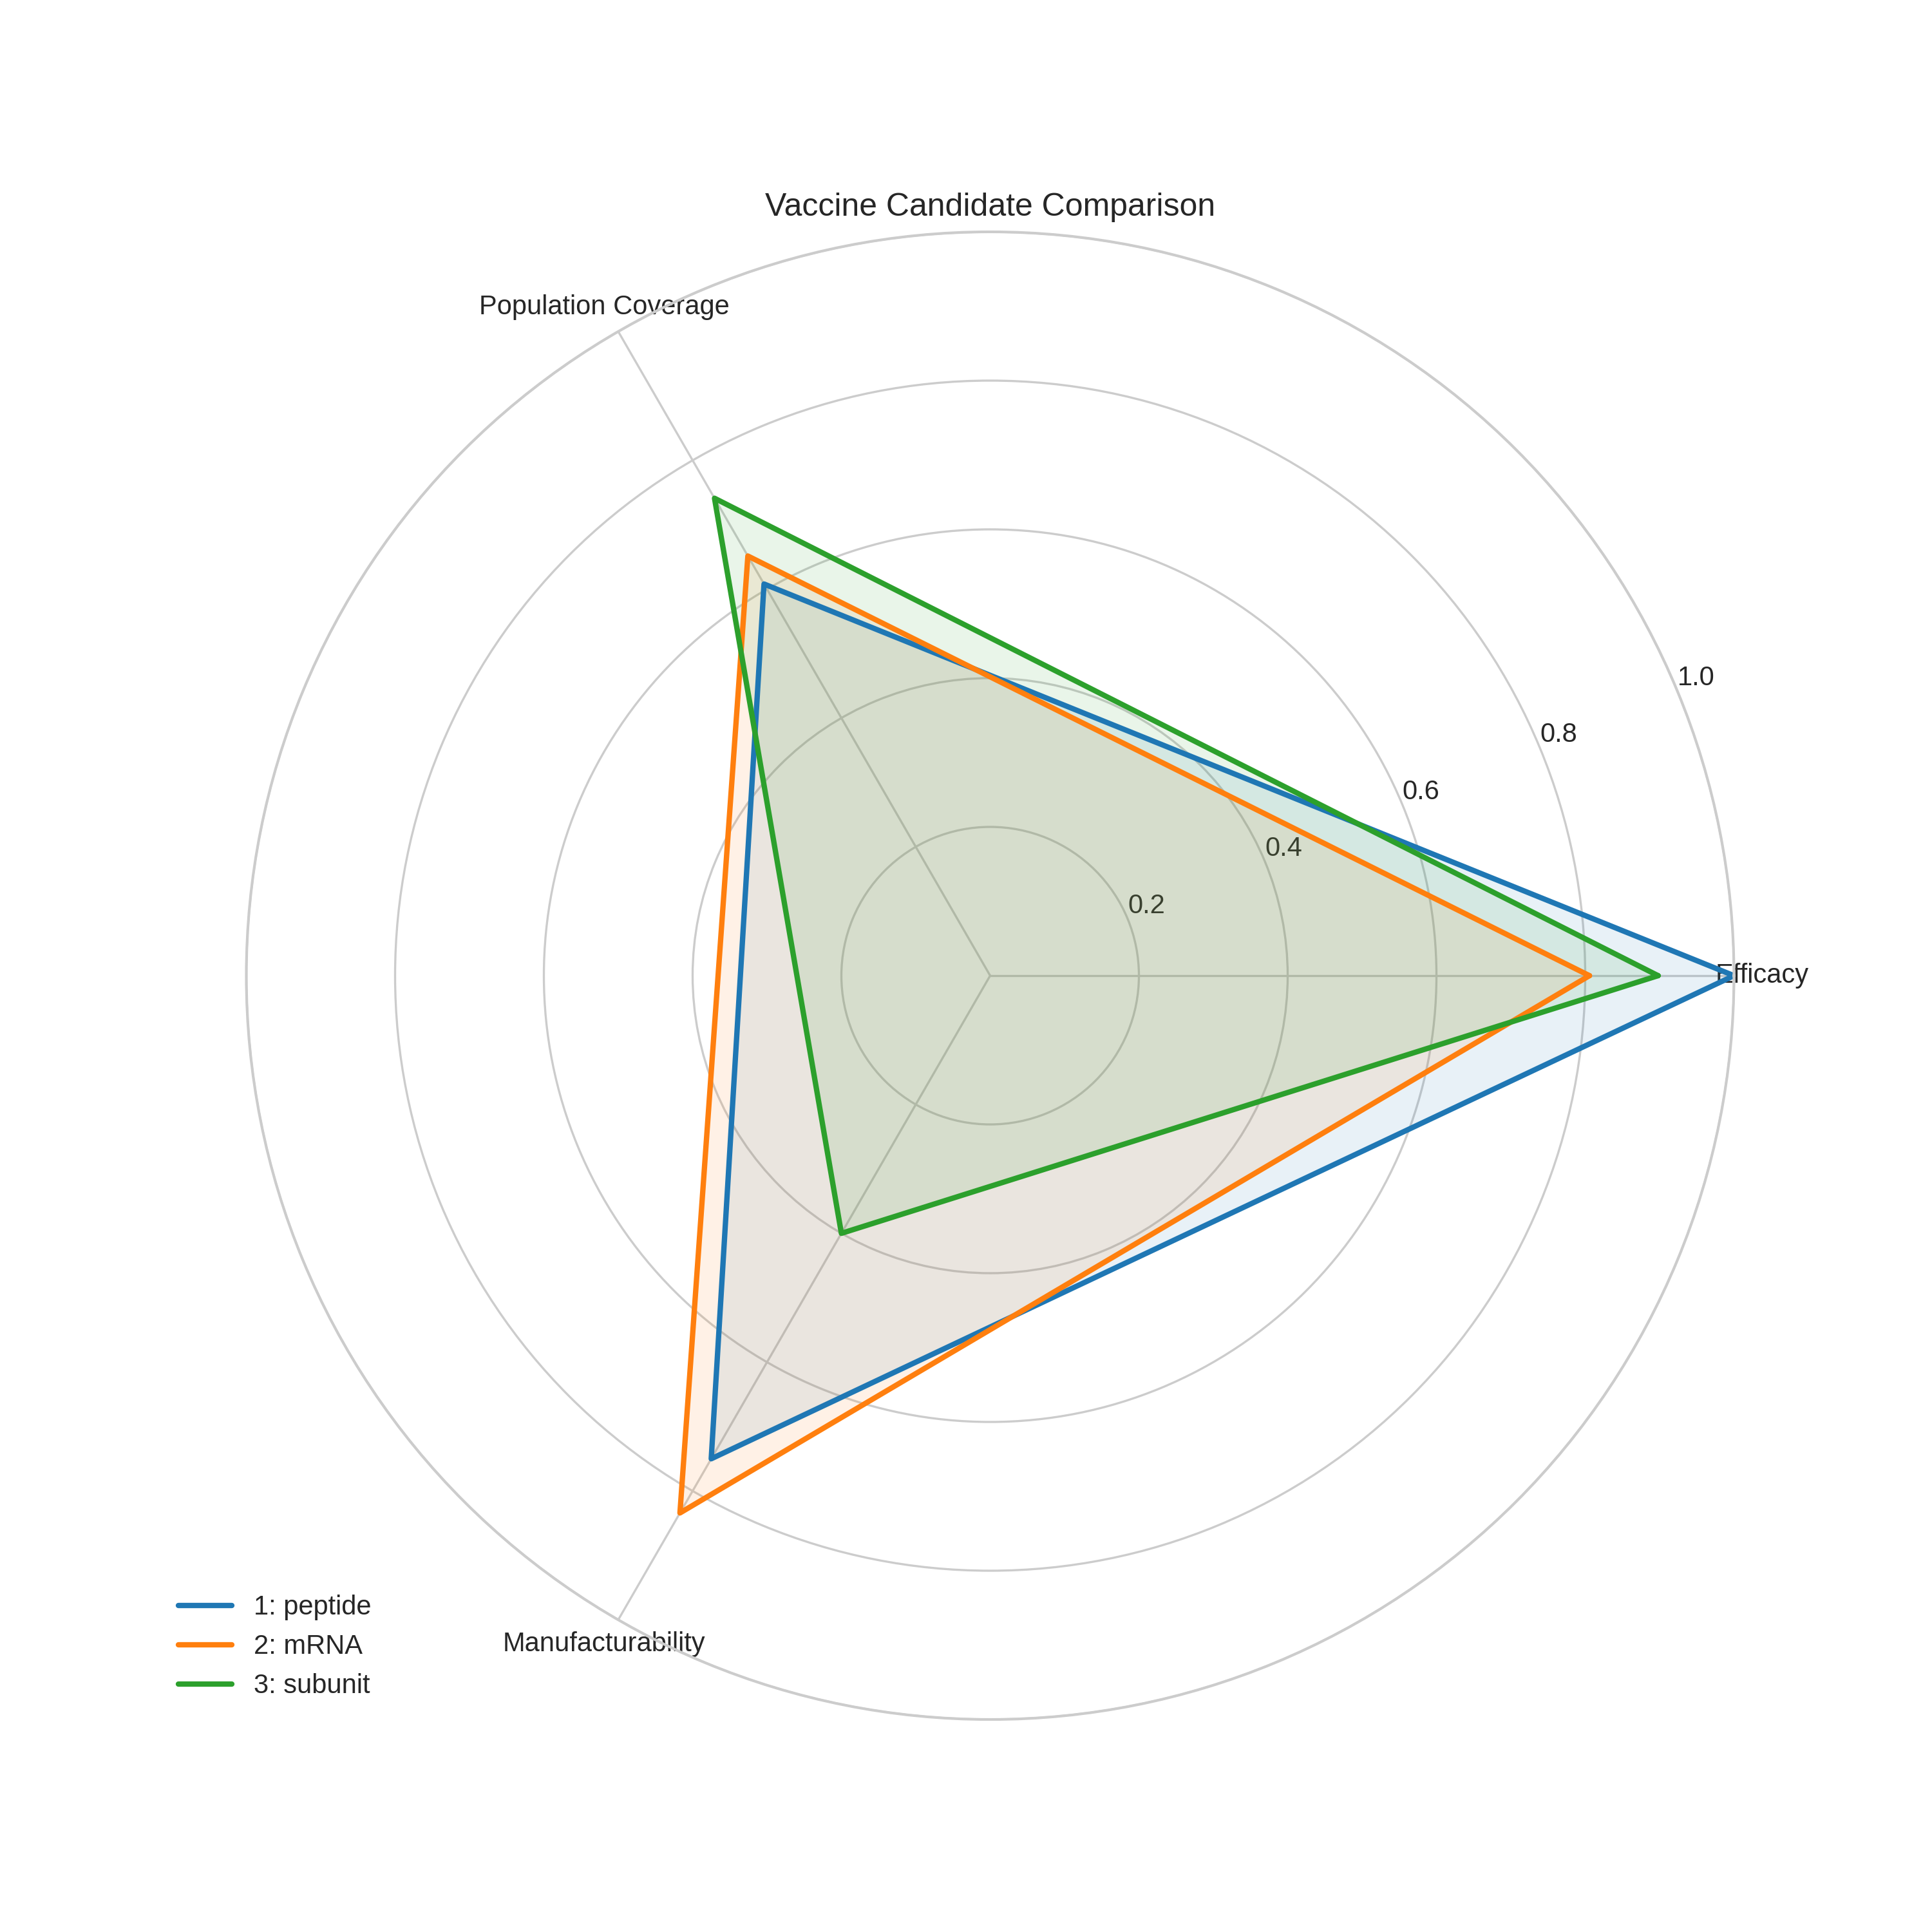 Vaccine Candidate Comparison
Population Coverage
1.0
0.8
0.6
0.4
0.2
Efficacy
Manufacturability
1: peptide
2: mRNA
3: subunit